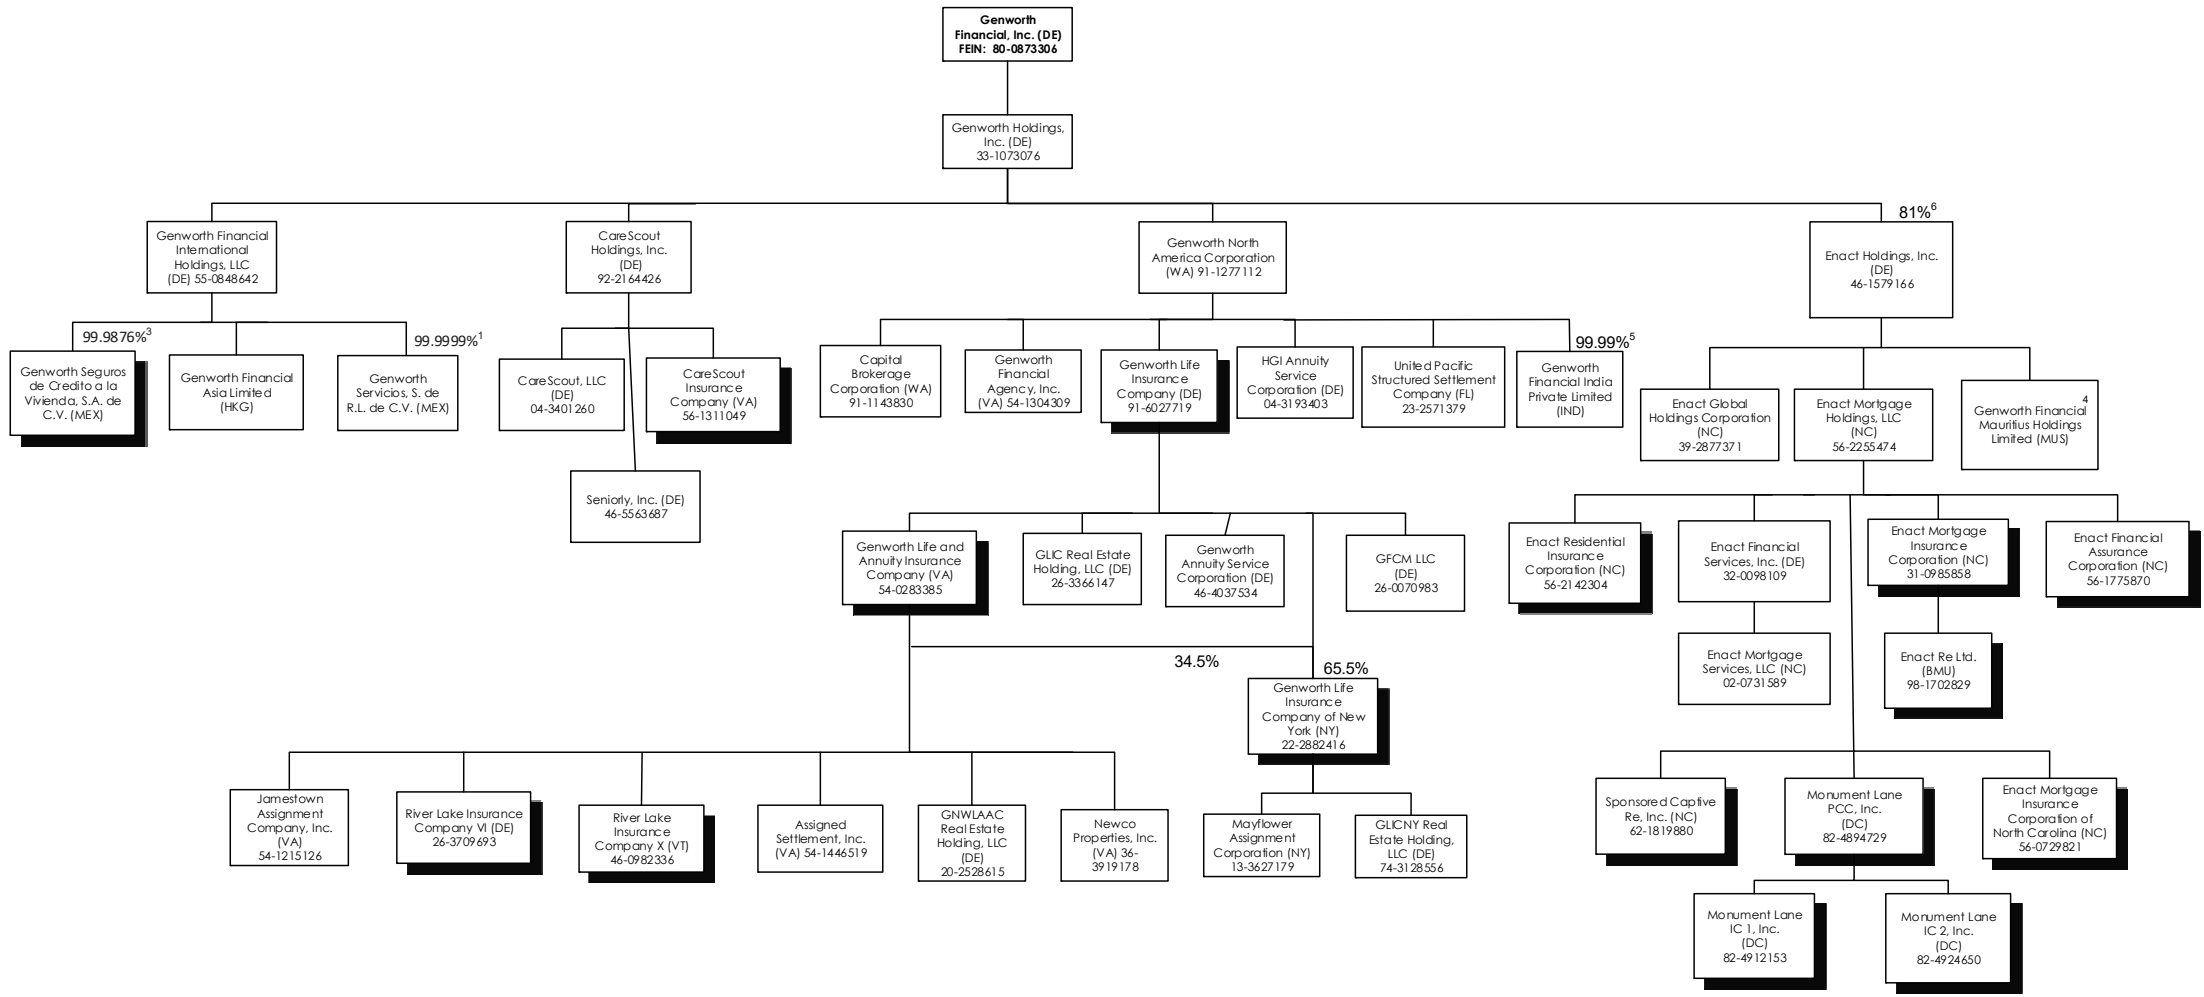 Genworth
Financial, Inc. (DE)
FEIN: 80-0873306
Genworth Holdings,
Inc. (DE)
33-1073076
Genworth Financial
International
Holdings, LLC
(DE) 55-0848642
CareScout
Holdings, Inc.
(DE)
92-2164426
Genworth North
America Corporation
(WA) 91-1277112
81%6
Enact Holdings, Inc.
(DE)
46-1579166
99.9876%3
Genworth Seguros
de Credito a la
Vivienda, S.A. de
C.V. (MEX)
Genworth Financial
Asia Limited
(HKG)
99.9999%1
Genworth
Servicios, S. de
R.L. de C.V. (MEX)
CareScout, LLC
(DE)
04-3401260
CareScout
Insurance
Company (VA)
56-1311049
Seniorly, Inc. (DE)
46-5563687
Capital
Brokerage
Corporation (WA)
91-1143830
Genworth
Financial
Agency, Inc.
(VA) 54-1304309
Genworth Life
Insurance
Company (DE)
91-6027719
HGI Annuity
Service
Corporation (DE)
04-3193403
United Pacific
Structured Settlement
Company (FL)
23-2571379
99.99%5
Genworth
Financial India
Private Limited
(IND)
Enact Global
Holdings Corporation
(NC)
39-2877371
Enact Mortgage
Holdings, LLC
(NC)
56-2255474
4
Genworth Financial
Mauritius Holdings
Limited (MUS)
Genworth Life and
Annuity Insurance
Company (VA)
54-0283385
GLIC Real Estate
Holding, LLC (DE)
26-3366147
Genworth
Annuity Service
Corporation (DE)
46-4037534
GFCM LLC
(DE)
26-0070983
Enact Residential
Insurance
Corporation (NC)
56-2142304
Enact Financial
Services, Inc. (DE)
32-0098109
Enact Mortgage
Insurance
Corporation (NC)
31-0985858
Enact Financial
Assurance
Corporation (NC)
56-1775870
Enact Mortgage
Services, LLC (NC)
02-0731589
Enact Re Ltd.
(BMU)
98-1702829
34.5%
65.5%
Genworth Life
Insurance
Company of New
York (NY)
22-2882416
Jamestown
Assignment
Company, Inc.
(VA)
54-1215126
River Lake Insurance
Company VI (DE)
26-3709693
River Lake
Insurance
Company X (VT)
46-0982336
Assigned
Settlement, Inc.
(VA) 54-1446519
GNWLAAC
Real Estate
Holding, LLC
(DE)
20-2528615
Newco
Properties, Inc.
(VA) 36-
3919178
Mayflower
Assignment
Corporation (NY)
13-3627179
GLICNY Real
Estate Holding,
LLC (DE)
74-3128556
Sponsored Captive
Re, Inc. (NC)
62-1819880
Monument Lane
PCC, Inc.
(DC)
82-4894729
Enact Mortgage
Insurance
Corporation of
North Carolina (NC)
56-0729821
Monument Lane
IC 1, Inc.
(DC)
82-4912153
Monument Lane
IC 2, Inc.
(DC)
82-4924650